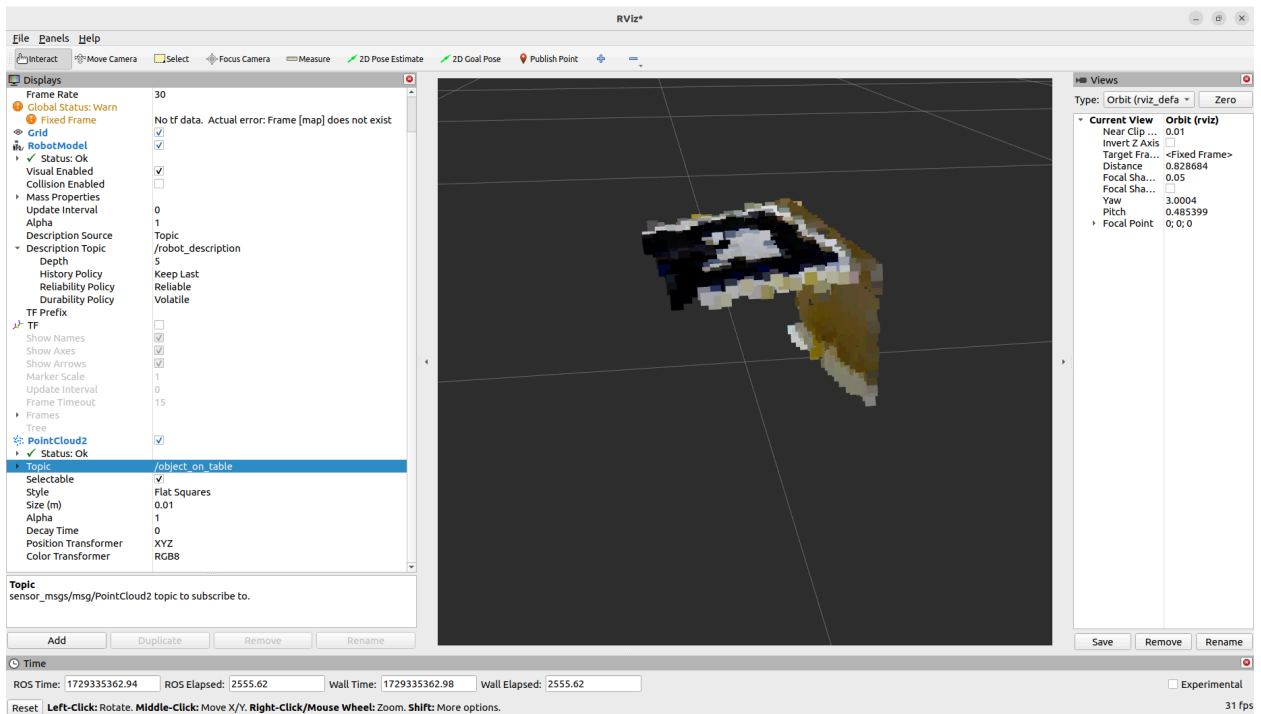 RViz*
File Panels Help
Interact Move Camera Select Focus Camera Measure 2D Pose Estimate 2D Goal Pose Publish Point
Displays
Frame Rate 30
Global Status: Warn
Fixed Frame No tf data. Actual error: Frame [map] does not exist
Grid
RobotModel
Status: Ok
Visual Enabled
Collision Enabled
Mass Properties
Update Interval 0
Alpha 1
Description Source Topic
Description Topic /robot_description
Depth 5
History Policy Keep Last
Reliability Policy Reliable
Durability Policy Volatile
TF Prefix
TF
Show Names
Show Axes
Show Arrows
Marker Scale 1
Update Interval 0
Frame Timeout 15
Frames
Tree
PointCloud2
Status: Ok
Topic /object_on_table
Selectable
Style Flat Squares
Size (m) 0.01
Alpha 1
Decay Time 0
Position Transformer XYZ
Color Transformer RGB8
Topic
sensor_msgs/msg/PointCloud2 topic to subscribe to.
Add Duplicate Remove Rename
Views
Type: Orbit (rviz_defa Zero
Current View Orbit (rviz)
Near Clip ... 0.01
Invert Z Axis
Target Fra... <Fixed Frame>
Distance 0.828684
Focal Sha... 0.05
Focal Sha...
Yaw 3.0004
Pitch 0.485399
Focal Point 0; 0; 0
Save Remove Rename
Time
ROS Time: 1729335362.94 ROS Elapsed: 2555.62 Wall Time: 1729335362.98 Wall Elapsed: 2555.62 Experimental
Reset Left-Click: Rotate. Middle-Click: Move X/Y. Right-Click/Mouse Wheel: Zoom. Shift: More options. 31 fps